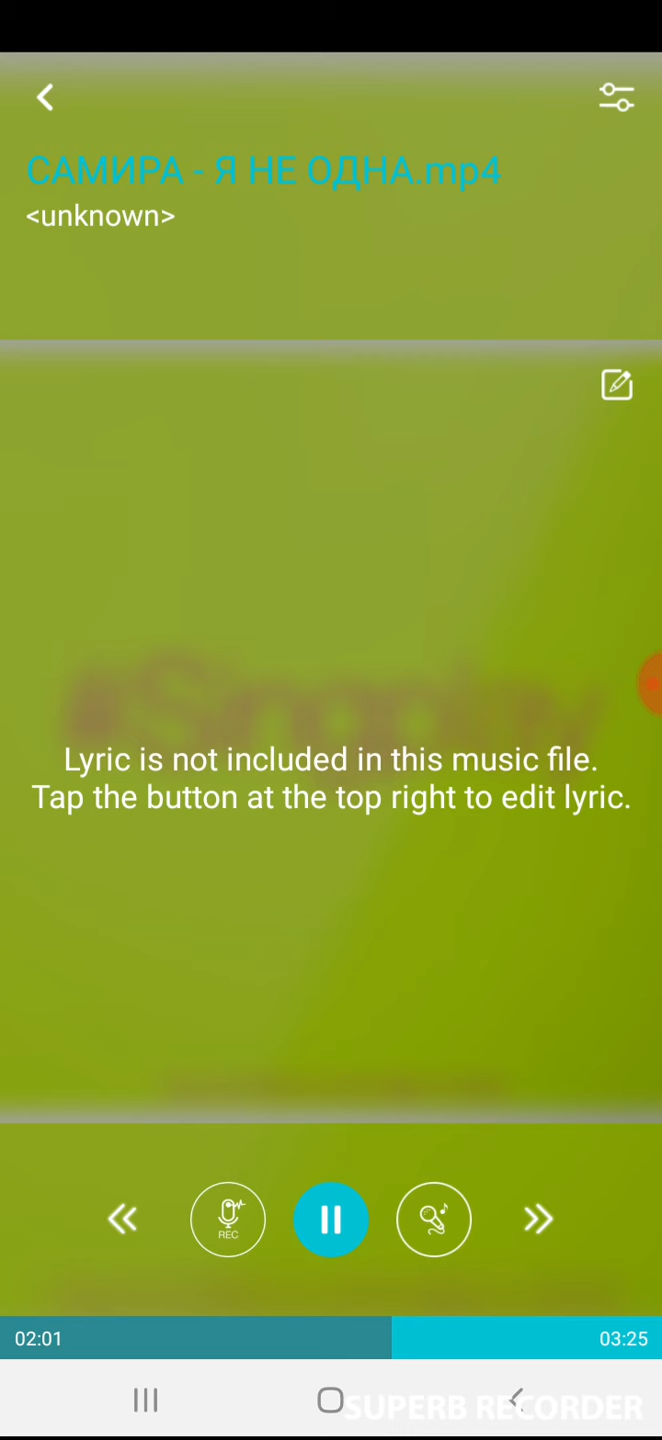 САМИРА - Я НЕ ОДНА.mp4
<unknown>
#Singplay
Lyric is not included in this music file.
Tap the button at the top right to edit lyric.
REC
02:01
03:25
SUPERB RECORDER